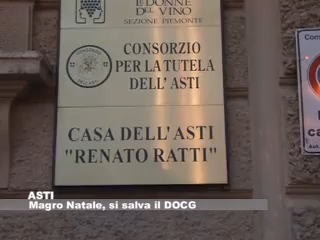 LE DONNE
DEL VINO
SEZIONE PIEMONTE
CONSORZIO
PER LA TUTELA
DELL' ASTI
CASA DELL'ASTI
"RENATO RATTI"
ASTI
Magro Natale, si salva il DOCG